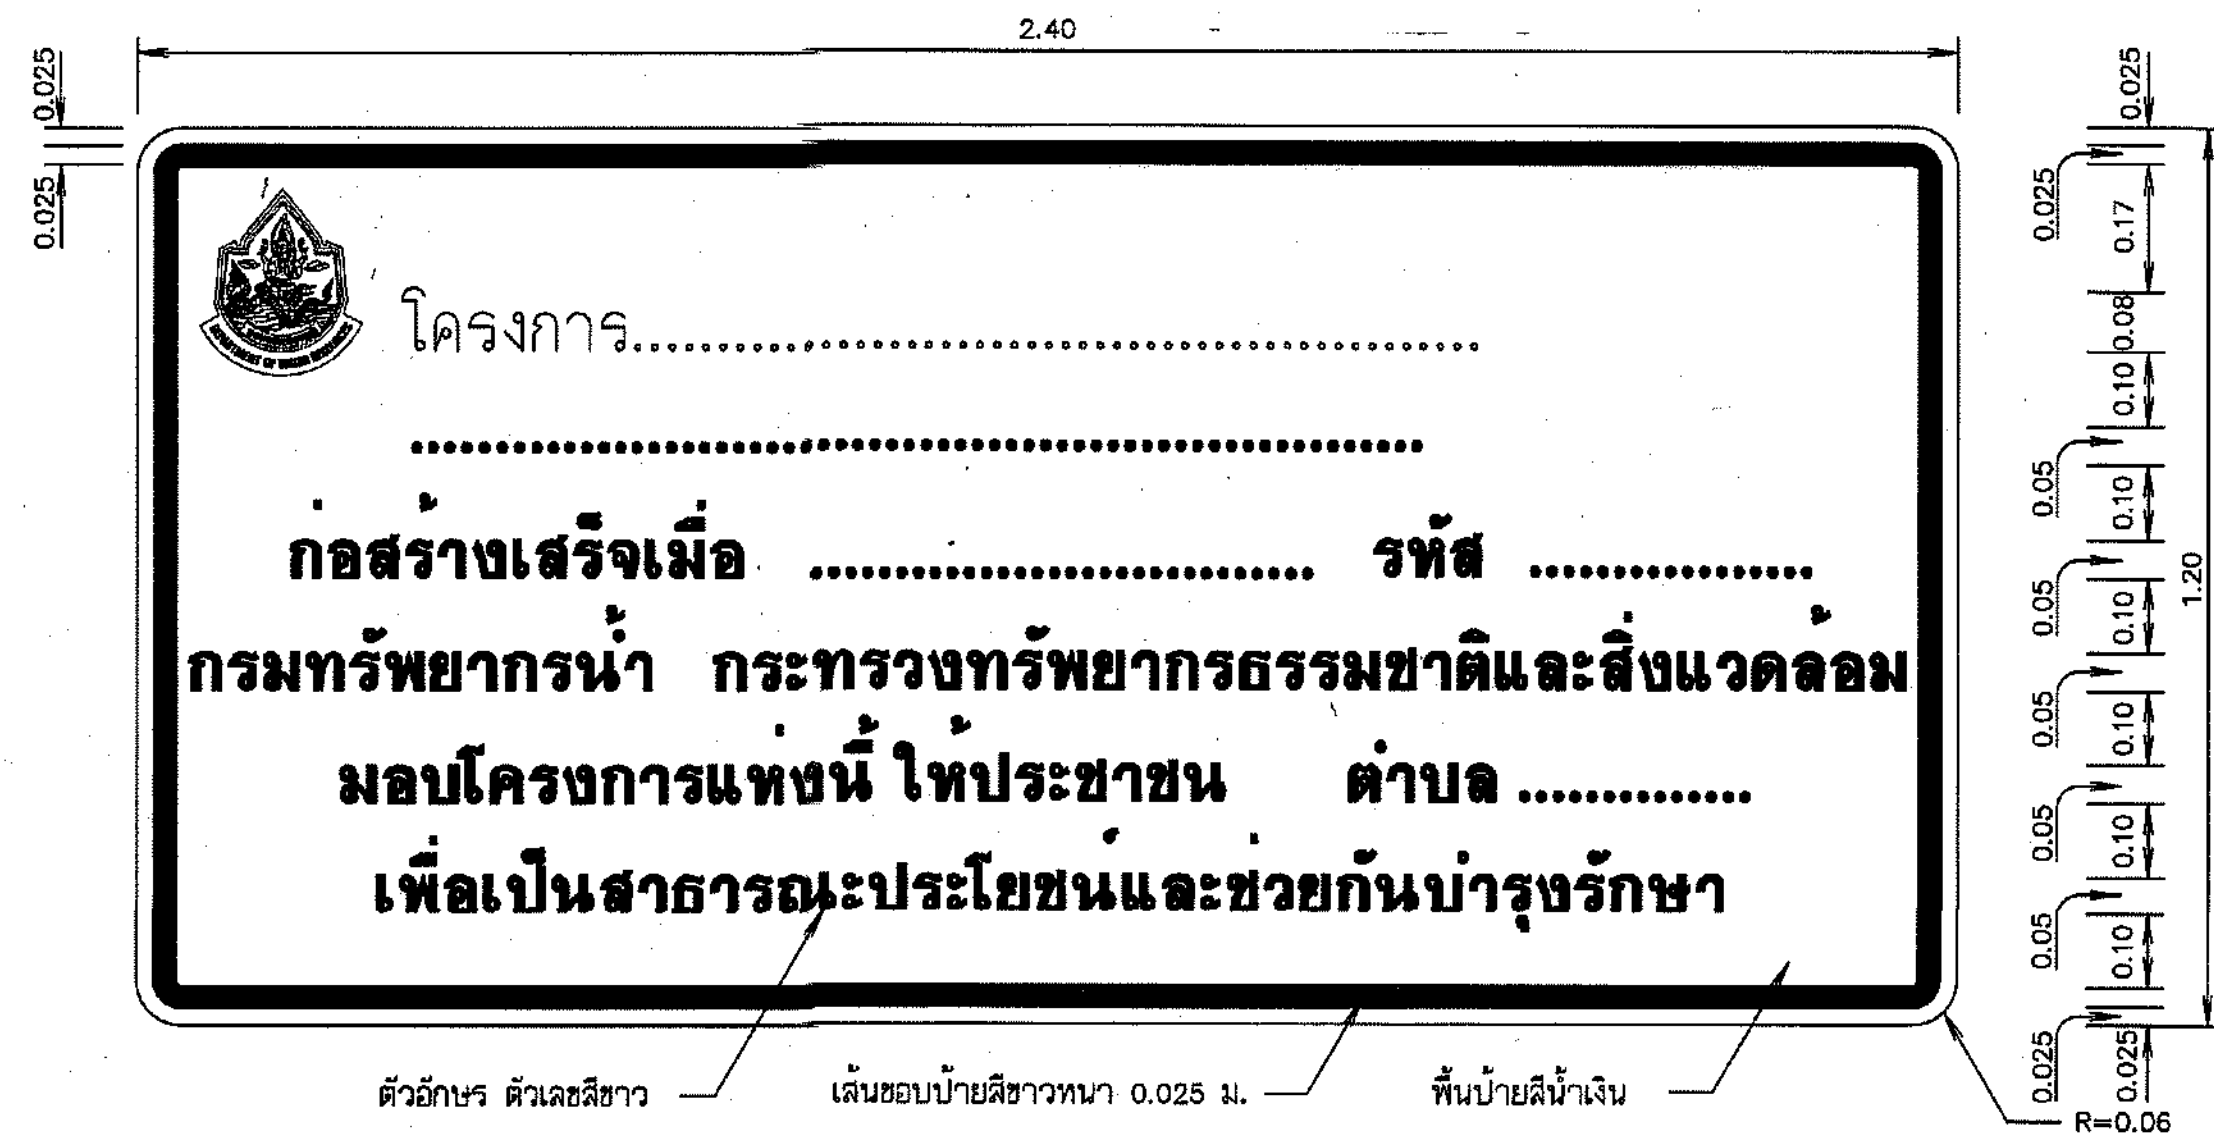 2.40
0.025
0.025
0.025
0.025
0.17
0.08
0.10
0.05
0.10
0.05
0.10
0.05
0.10
0.05
0.10
0.05
0.10
0.025
0.025
1.20
DEPARTMENT OF WATER RESOURCES
โครงการ..................................................
............................................................
ก่อสร้างเสร็จเมื่อ .............................. รหัส .................
กรมทรัพยากรน้ำ กระทรวงทรัพยากรธรรมชาติและสิ่งแวดล้อม
มอบโครงการแห่งนี้ ให้ประชาชน ตำบล ..............
เพื่อเป็นสาธารณะประโยชน์และช่วยกันบำรุงรักษา
ตัวอักษร ตัวเลขสีขาว
เส้นขอบป้ายสีขาวหนา 0.025 ม.
พื้นป้ายสีน้ำเงิน
R=0.06